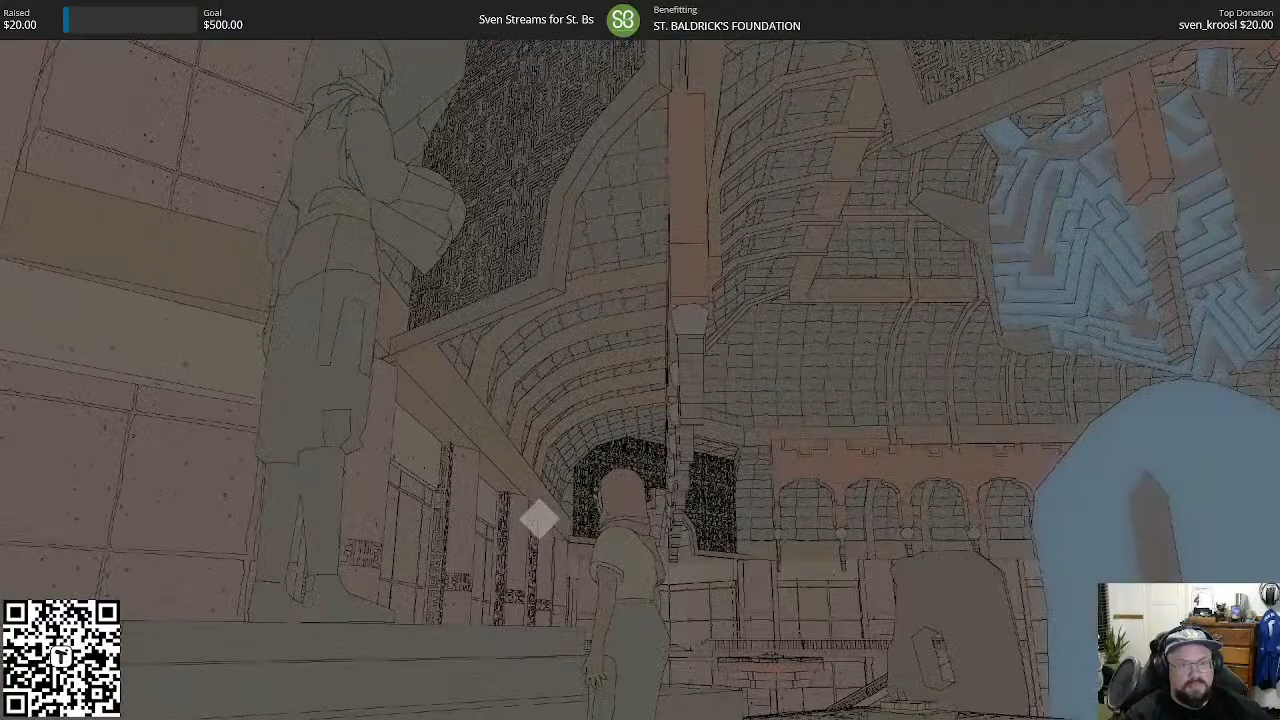 Raised
$20.00
Goal
$500.00
Sven Streams for St. Bs
SB
Benefitting
ST. BALDRICK'S FOUNDATION
Top Donation
sven_kroosl $20.00